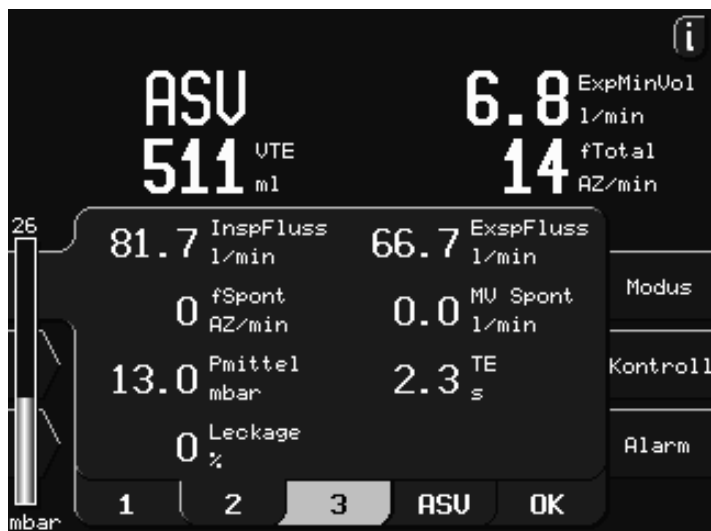 i
ASV
6.8 ExpMinVol l/min
511 VTE ml
14 fTotal AZ/min
26
81.7 InspFluss l/min
66.7 ExspFluss l/min
0 fSpont AZ/min
0.0 MV Spont l/min
13.0 Pmittel mbar
2.3 TE s
0 Leckage %
Modus
Kontroll
Alarm
1 2 3 ASV OK
mbar